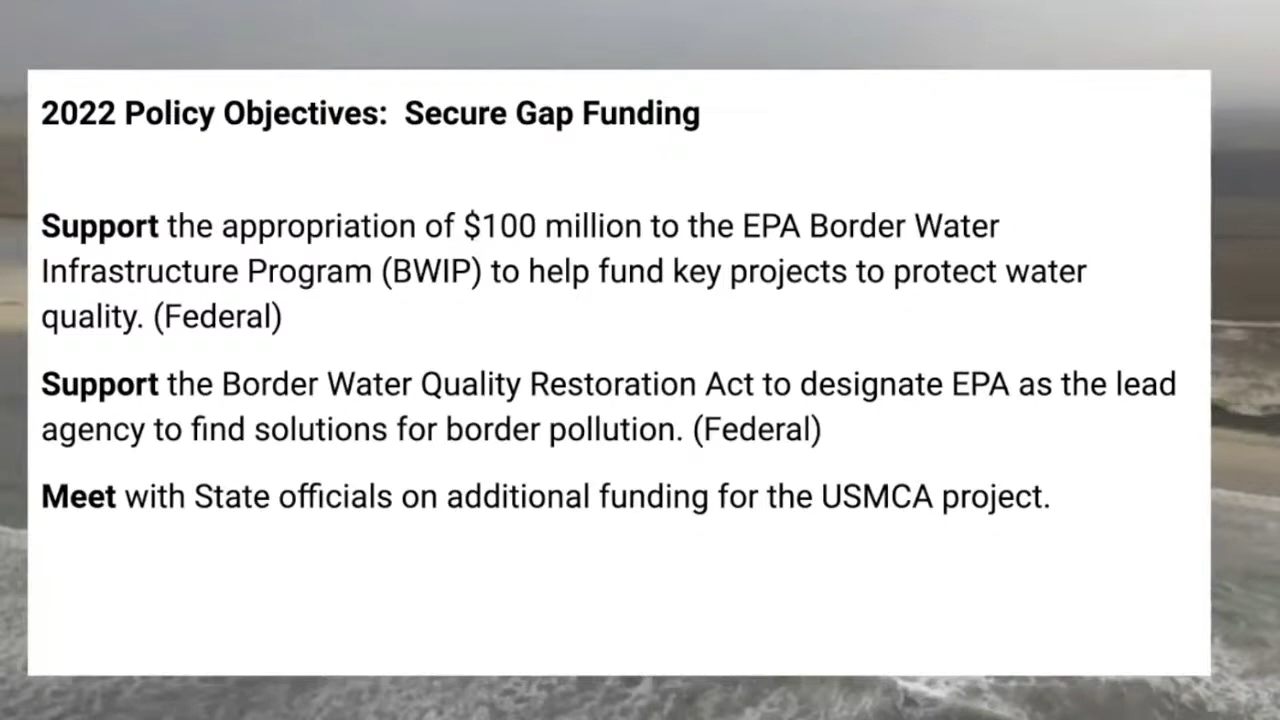 2022 Policy Objectives:  Secure Gap Funding
Support the appropriation of $100 million to the EPA Border Water
Infrastructure Program (BWIP) to help fund key projects to protect water
quality. (Federal)
Support the Border Water Quality Restoration Act to designate EPA as the lead
agency to find solutions for border pollution. (Federal)
Meet with State officials on additional funding for the USMCA project.